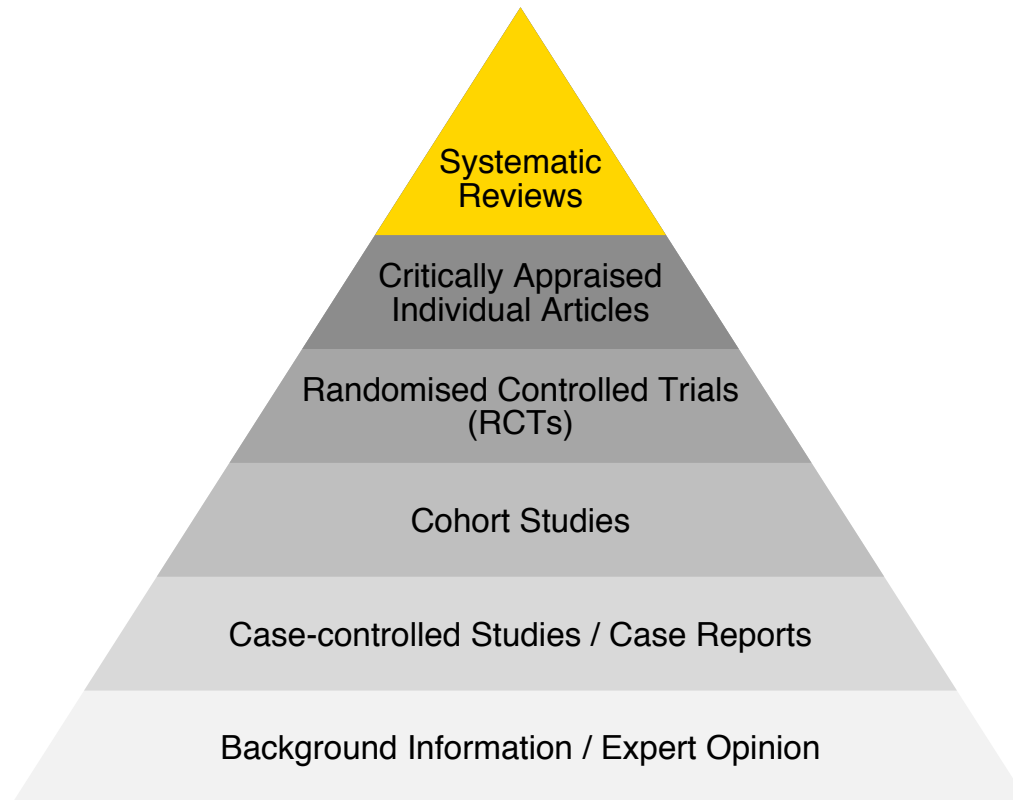 Systematic
Reviews
Critically Appraised
Individual Articles
Randomised Controlled Trials
(RCTs)
Cohort Studies
Case-controlled Studies / Case Reports
Background Information / Expert Opinion